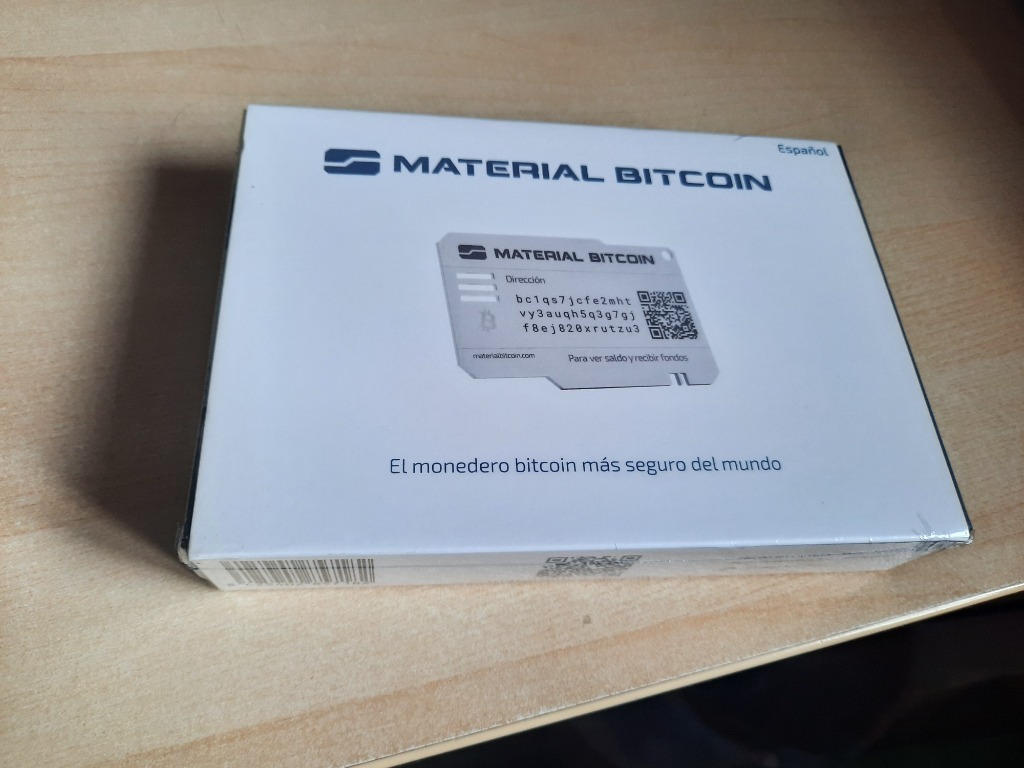 Español
MATERIAL BITCOIN
MATERIAL BITCOIN
Dirección
bc1qs7jcfe2mht
vy3auqh5q3g7gj
f8ej820xrutzu3
materialbitcoin.com
Para ver saldo y recibir fondos
El monedero bitcoin más seguro del mundo